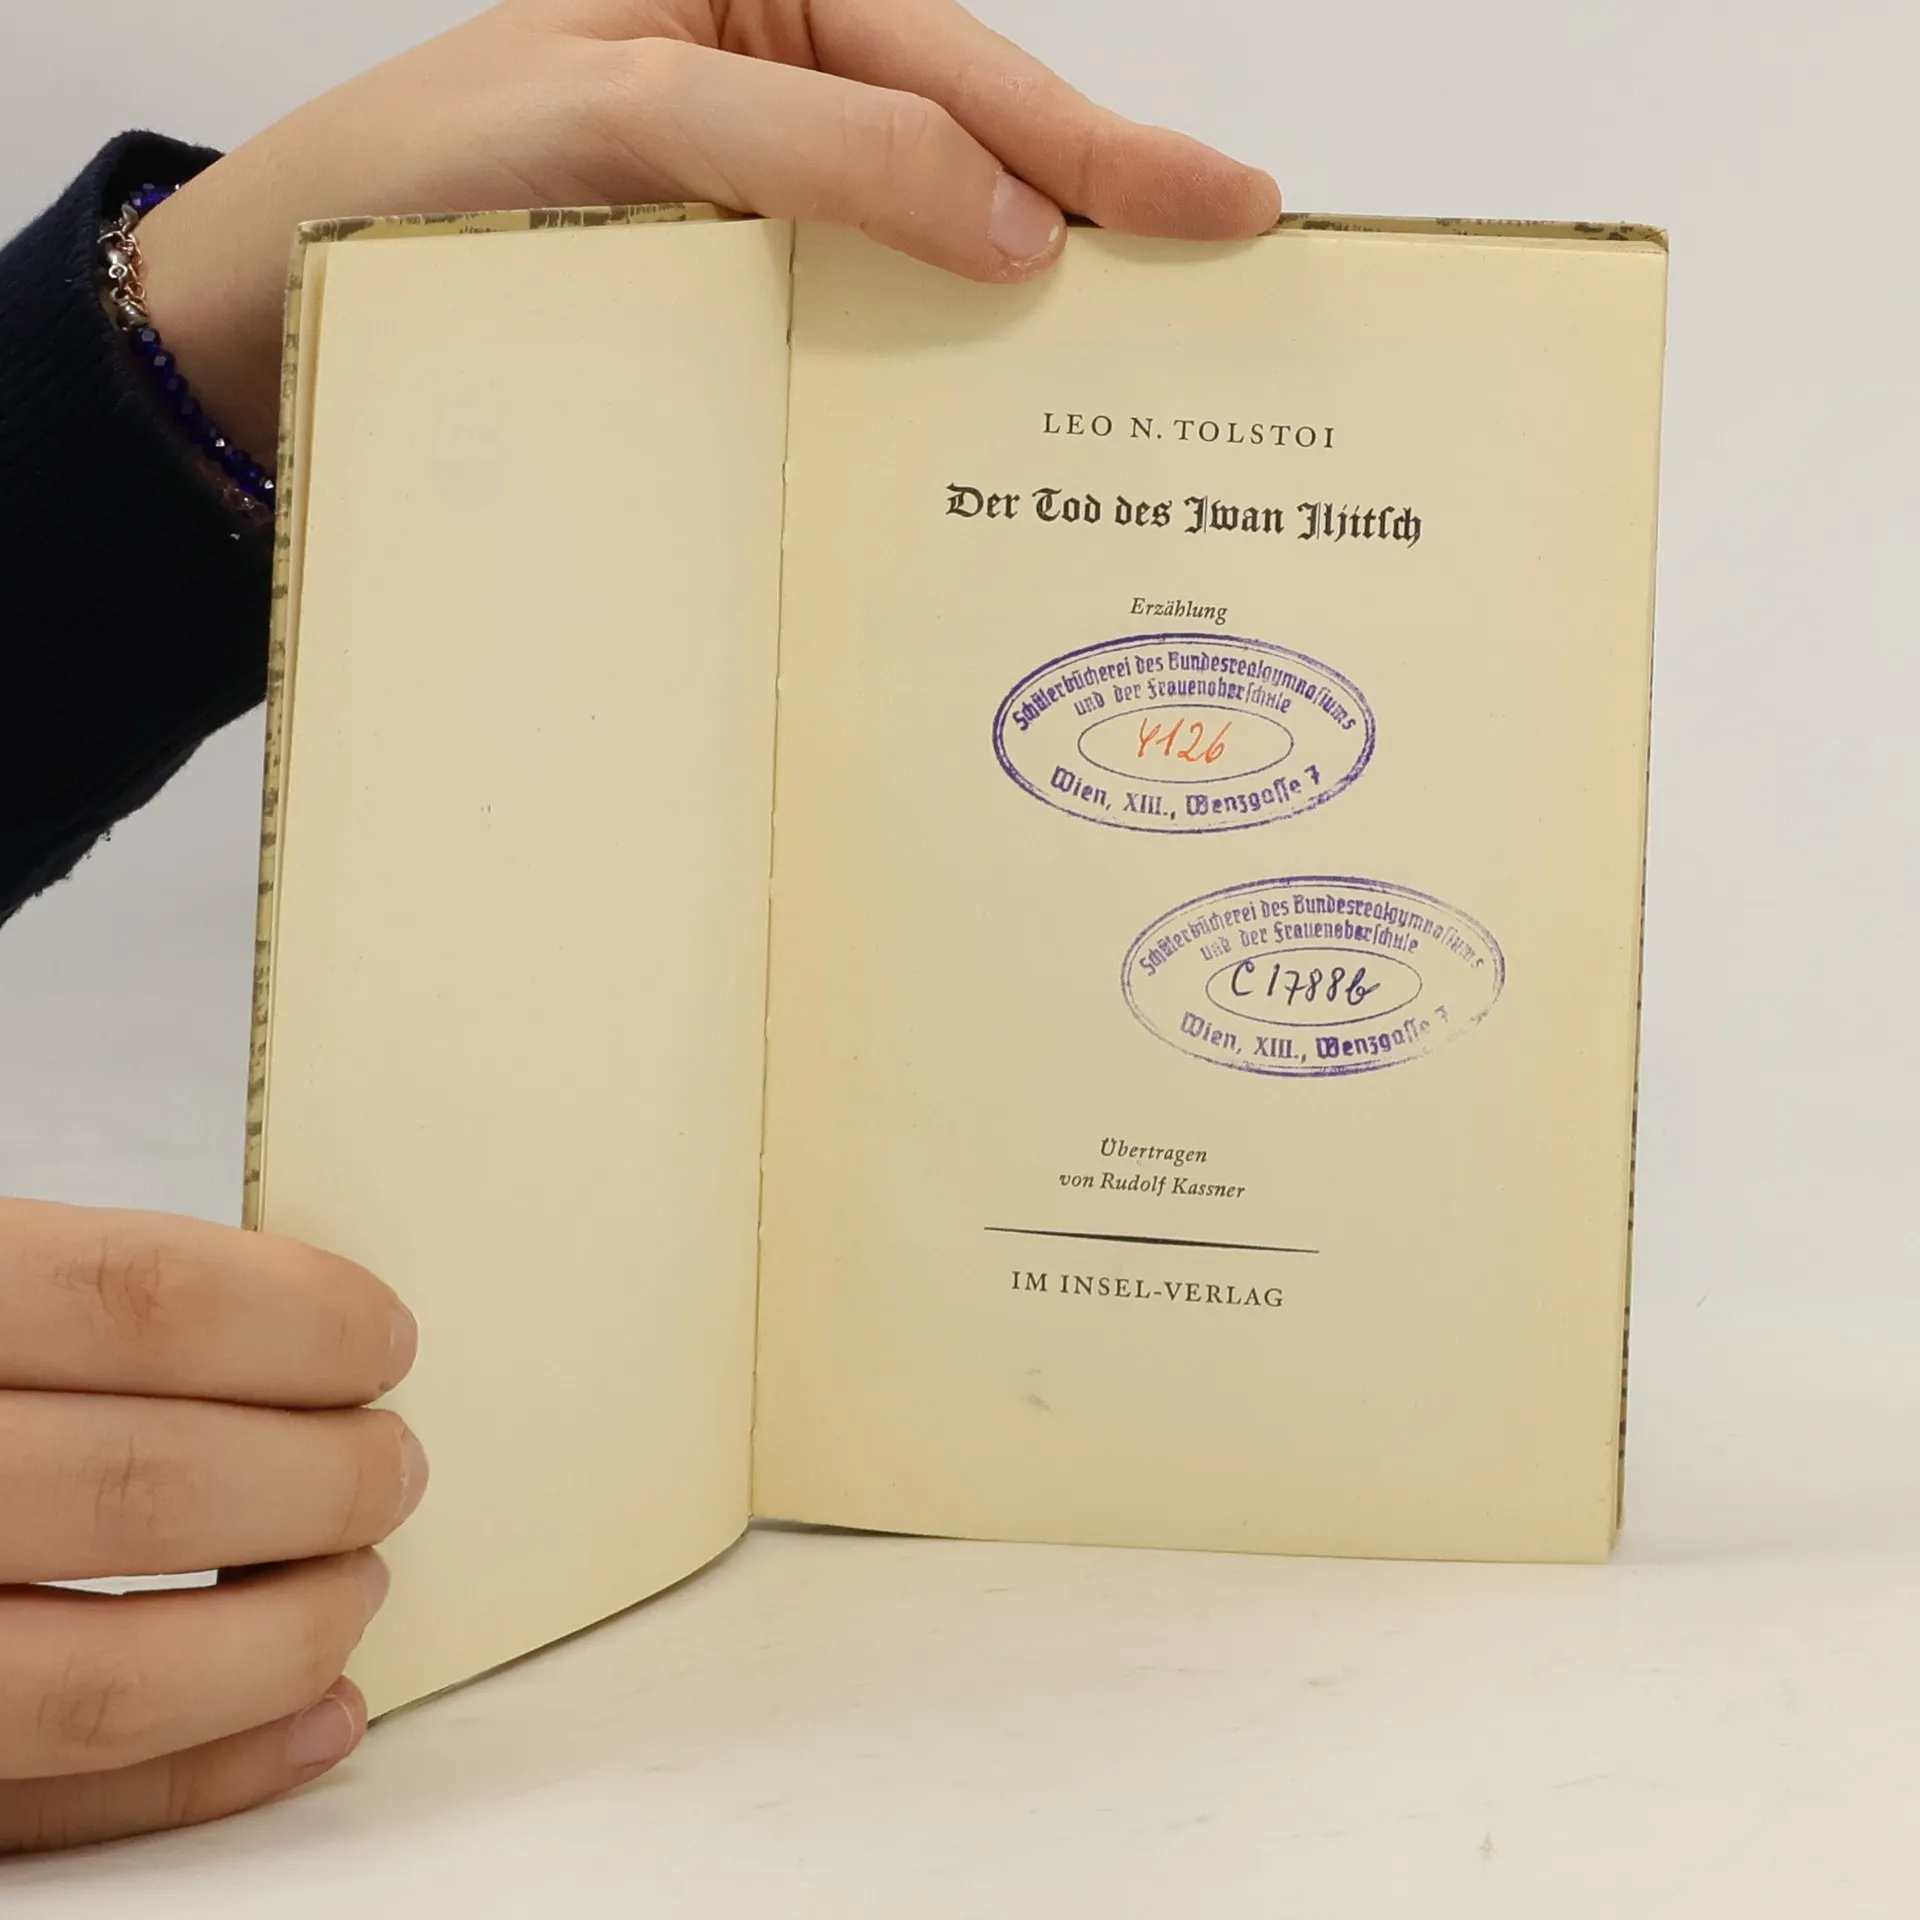 LEO N. TOLSTOI
Der Tod des Iwan Iljitsch
Erzählung
Schülerbücherei des Bundesrealgymnasiums
und der Frauenoberschule
4126
Wien, XIII., Wenzgasse 7
Schülerbücherei des Bundesrealgymnasiums
und der Frauenoberschule
C 1788b
Wien, XIII., Wenzgasse 7
Übertragen
von Rudolf Kassner
IM INSEL-VERLAG